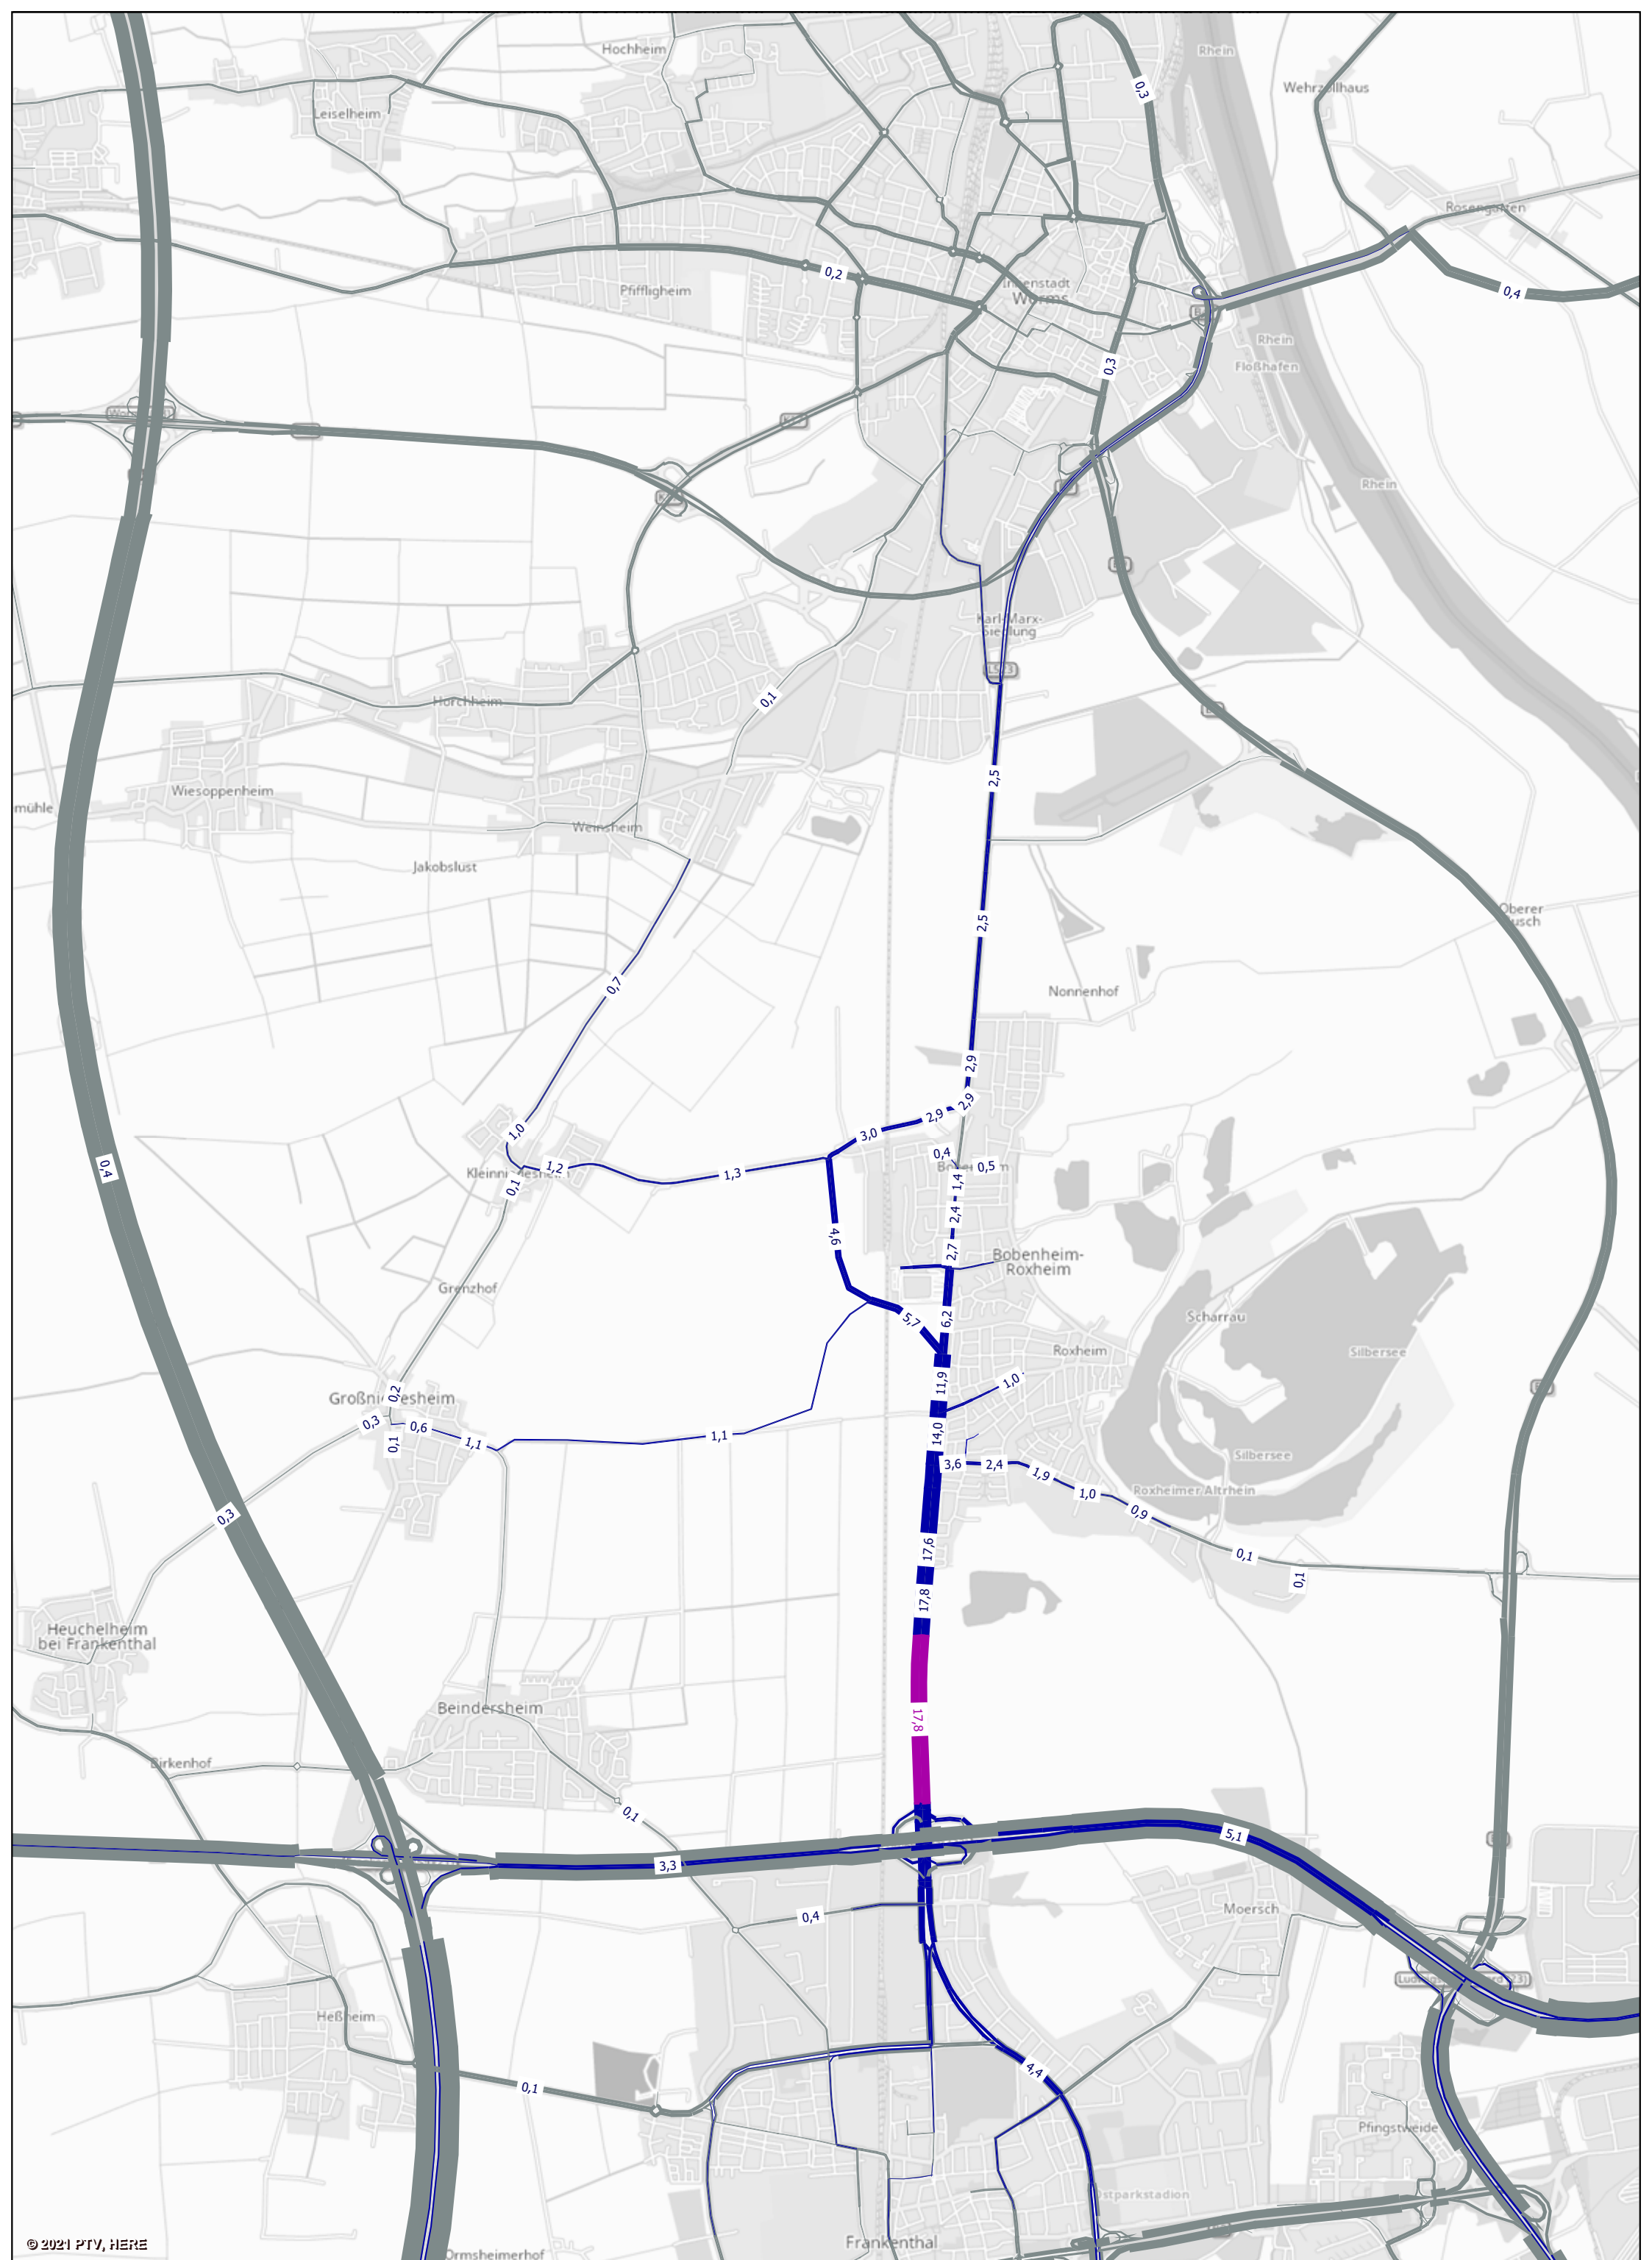 Rhein
Hochheim
Wehrzollhaus
0,3
Leiselheim
Rosengarten
0,2
Innenstadt
Worms
0,4
Pfiffligheim
Rhein
Floßhafen
0,3
Rhein
Karl-Marx-
Siedlung
0,1
Horchheim
2,5
Wiesoppenheim
emühle
Weinsheim
Jakobslust
Oberer
Busch
2,5
0,7
Nonnenhof
2,9
2,9
2,9
3,0
1,0
0,4
0,4
0,5
1,2
Kleinniedesheim
1,3
0,1
1,4
2,4
4,6
2,7
Bobenheim-
Roxheim
Grenzhof
Scharrau
6,2
5,7
Roxheim
Silbersee
11,9
1,0
0,2
Großniedesheim
0,3
0,6
0,1
1,1
1,1
14,0
Silbersee
3,6
2,4
1,9
1,0
Roxheimer Altrhein
0,9
0,3
17,6
0,1
0,1
17,8
Heuchelheim
bei Frankenthal
Beindersheim
17,8
Birkenhof
0,1
5,1
3,3
0,4
Moersch
Heßheim
4,4
0,1
Pfingstweide
Ostparkstadion
Frankenthal
Ormsheimerhof
© 2021 PTV, HERE